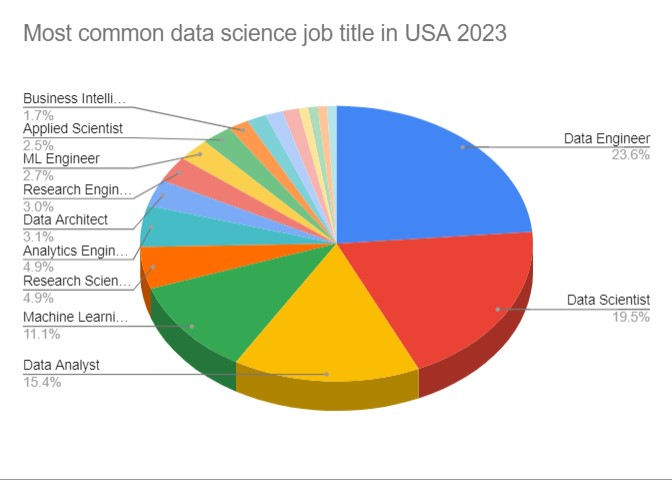 Most common data science job title in USA 2023
Business Intelli…
1.7%
Applied Scientist
2.5%
ML Engineer
2.7%
Research Engin…
3.0%
Data Architect
3.1%
Analytics Engin…
4.9%
Research Scien…
4.9%
Machine Learni…
11.1%
Data Analyst
15.4%
Data Engineer
23.6%
Data Scientist
19.5%